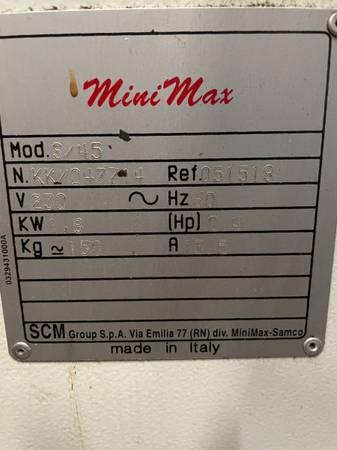 MiniMax
Mod. S/45
N. Ref. 051518
V 230 ~ Hz
KW (Hp)
Kg ≃ 150 A
SCM Group S.p.A. Via Emilia 77 (RN) div. MiniMax-Samco
made in Italy
0329431000A